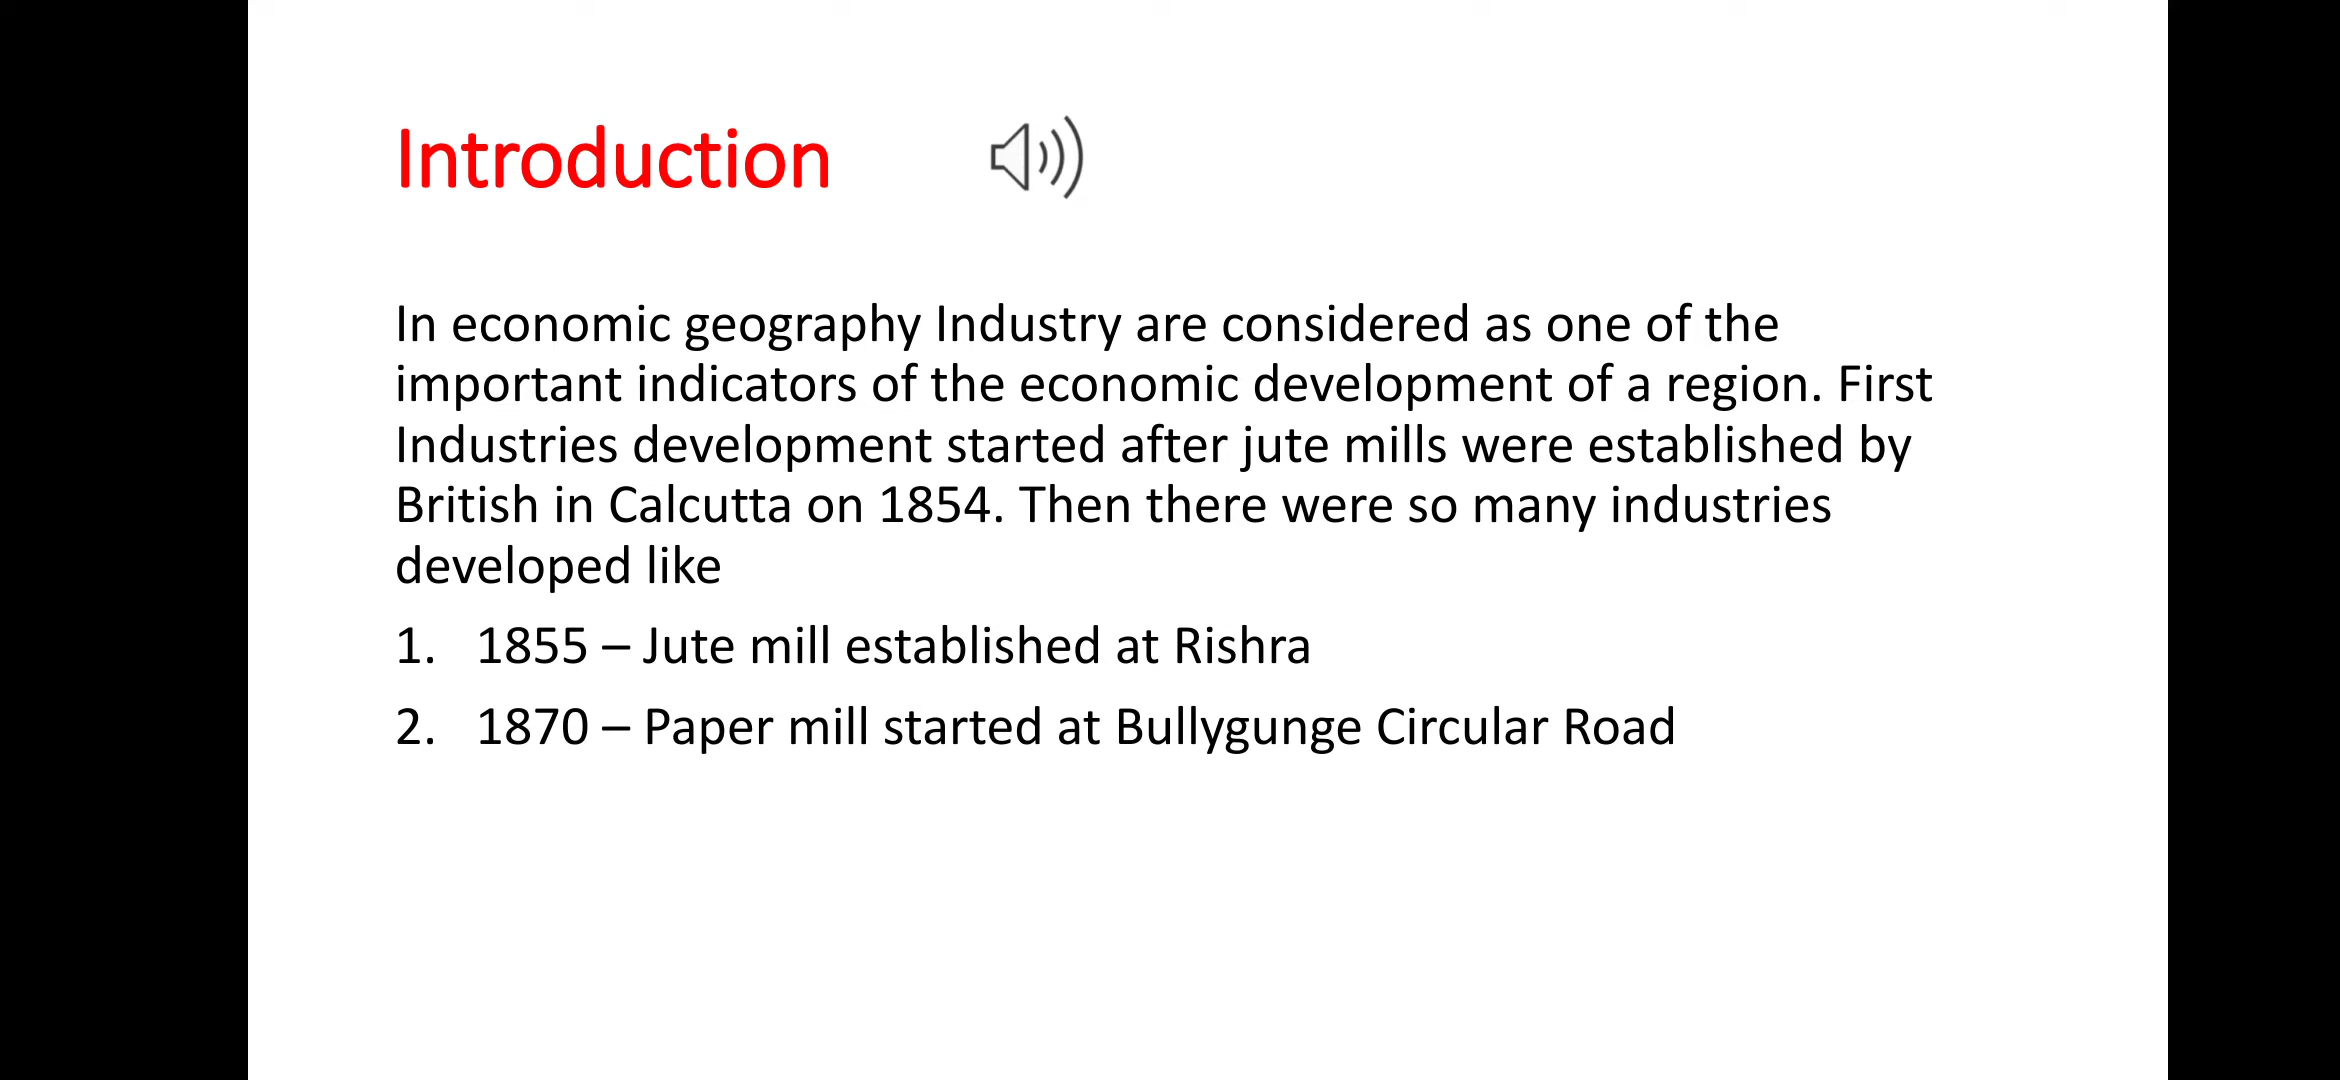 Introduction
In economic geography Industry are considered as one of the
important indicators of the economic development of a region. First
Industries development started after jute mills were established by
British in Calcutta on 1854. Then there were so many industries
developed like
1. 1855 – Jute mill established at Rishra
2. 1870 – Paper mill started at Bullygunge Circular Road